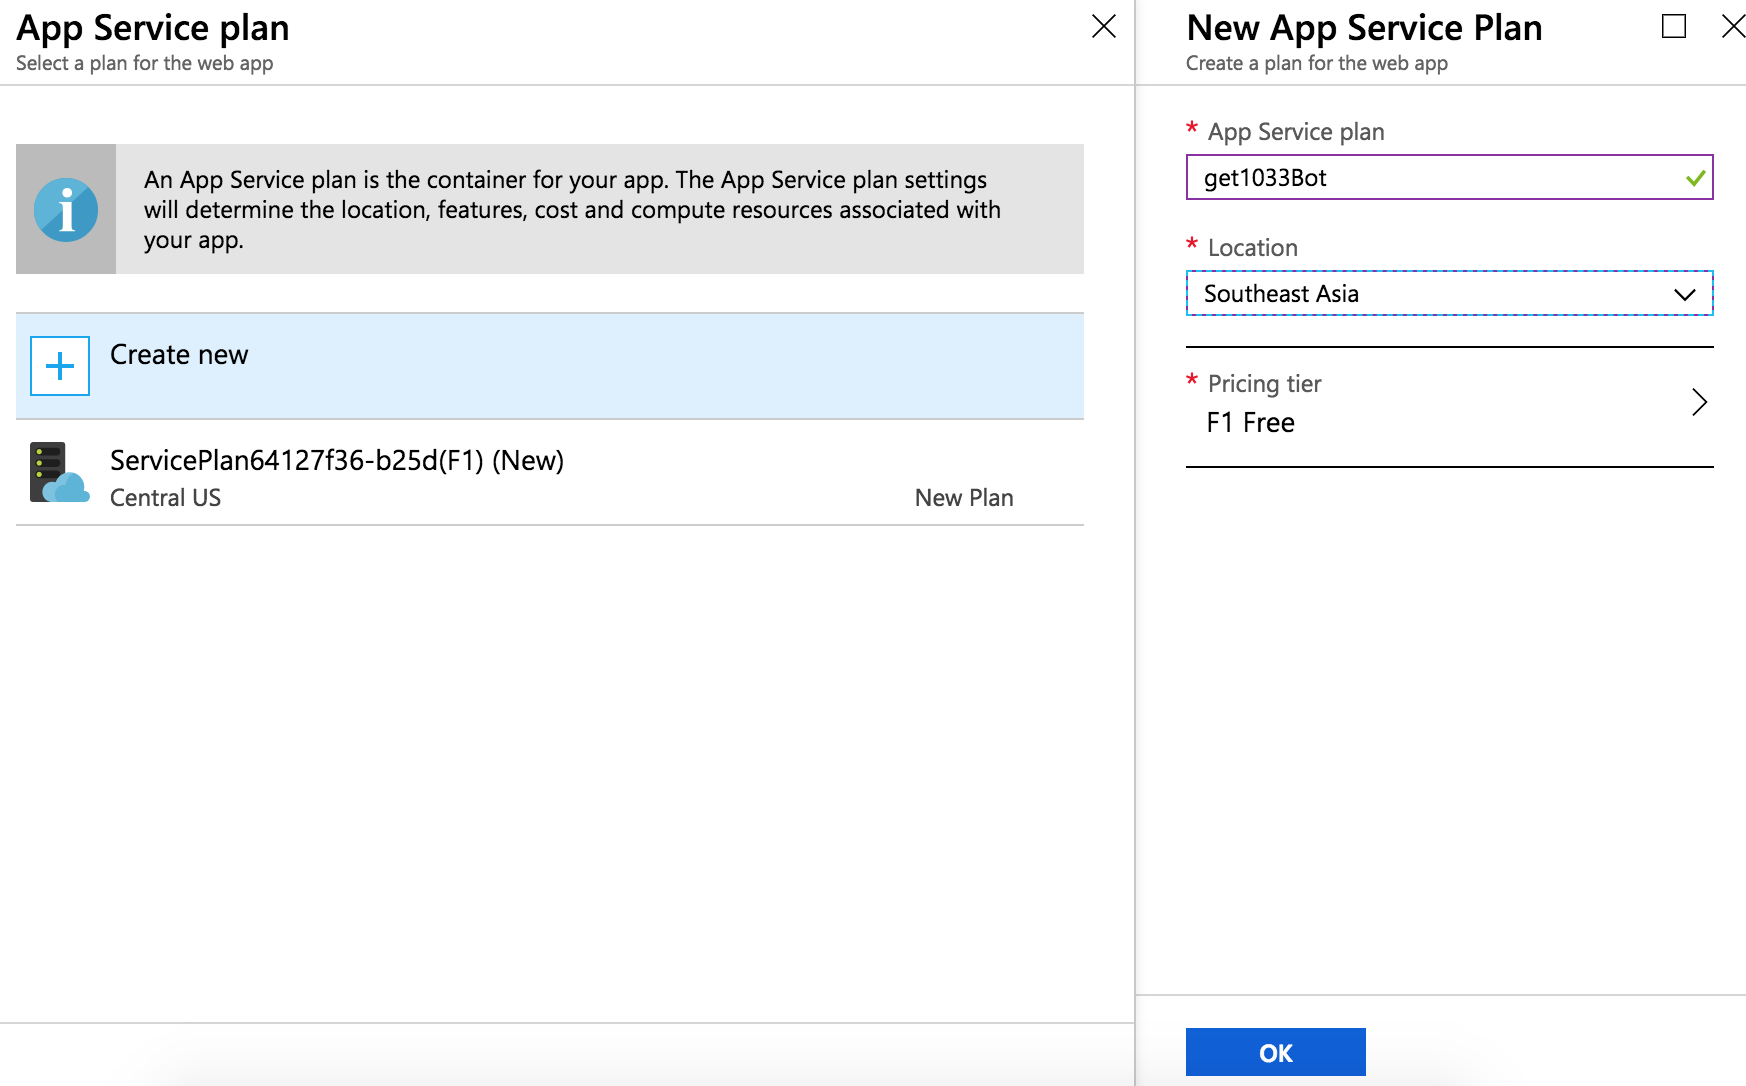 App Service plan
Select a plan for the web app
An App Service plan is the container for your app. The App Service plan settings
will determine the location, features, cost and compute resources associated with
your app.
Create new
ServicePlan64127f36-b25d(F1) (New)
Central US
New Plan
New App Service Plan
Create a plan for the web app
* App Service plan
get1033Bot
* Location
Southeast Asia
* Pricing tier
F1 Free
OK